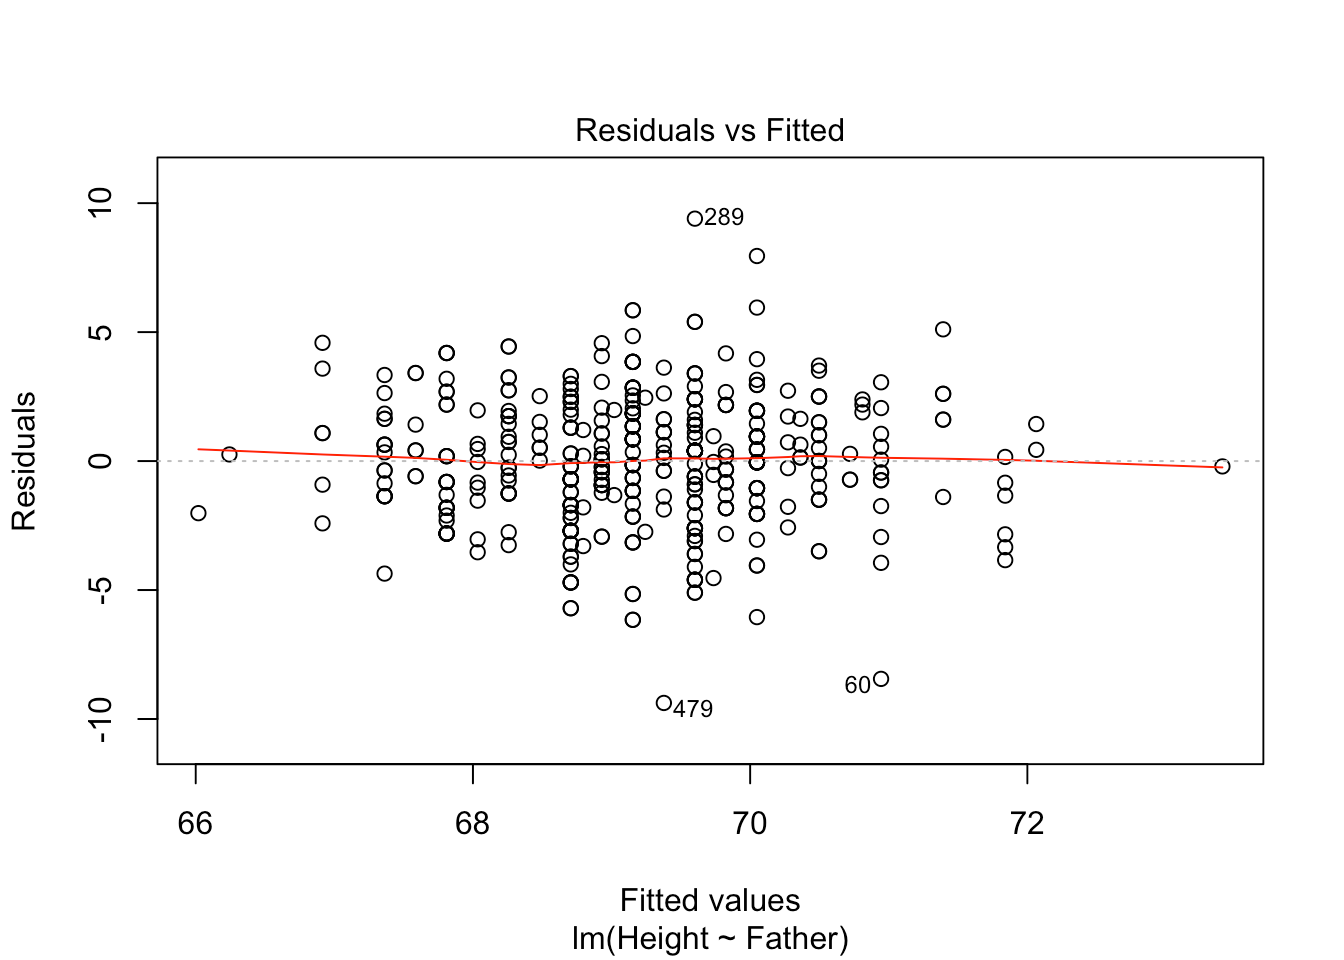 Residuals vs Fitted
10
5
0
-5
-10
Residuals
289
60
479
66 68 70 72
Fitted values
lm(Height ~ Father)